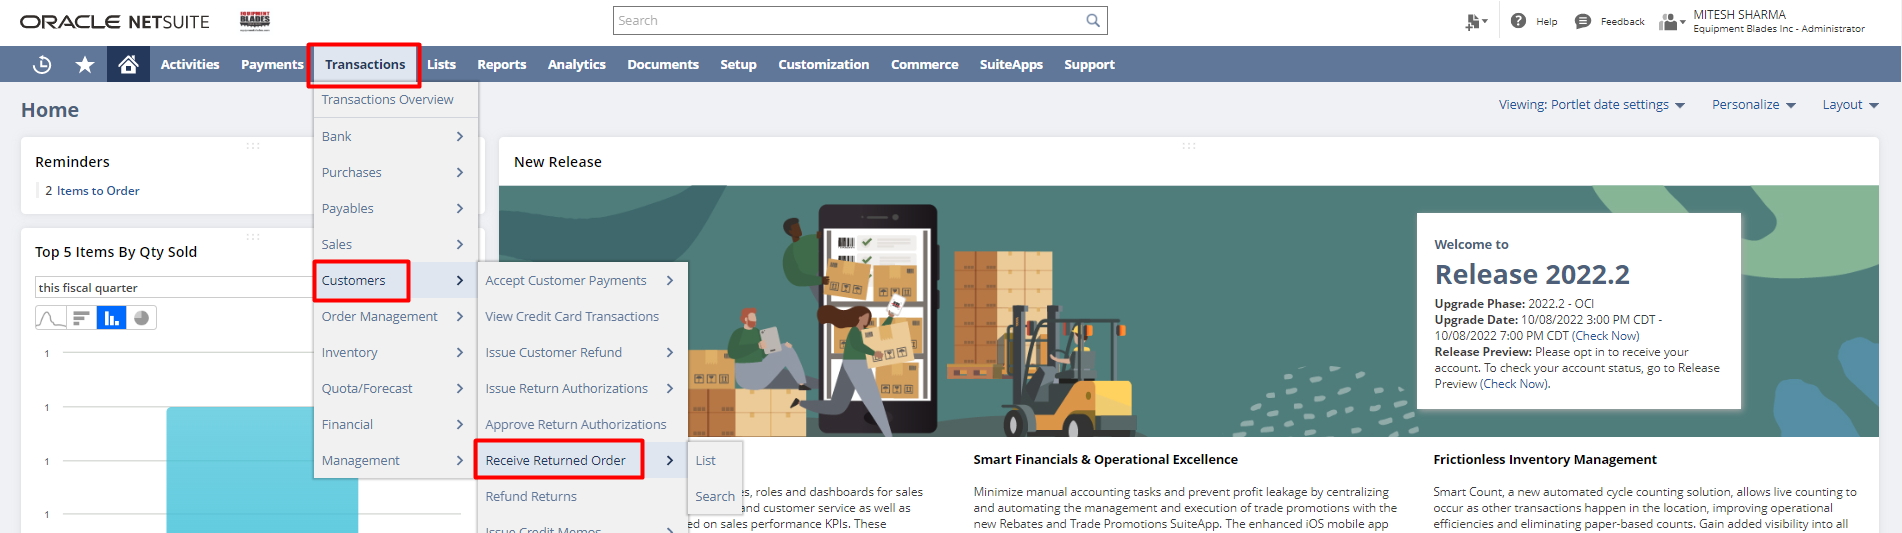 ORACLE NETSUITE
EQUIPMENT
BLADES
Search
Help
Feedback
MITESH SHARMA
Equipment Blades Inc - Administrator
Activities
Payments
Transactions
Lists
Reports
Analytics
Documents
Setup
Customization
Commerce
SuiteApps
Support
Home
Viewing: Portlet date settings
Personalize
Layout
Reminders
2 Items to Order
Top 5 Items By Qty Sold
this fiscal quarter
1
1
1
1
Transactions Overview
Bank
Purchases
Payables
Sales
Customers
Order Management
Inventory
Quota/Forecast
Financial
Management
Accept Customer Payments
View Credit Card Transactions
Issue Customer Refund
Issue Return Authorizations
Approve Return Authorizations
Receive Returned Order
Refund Returns
Issue Credit Memos
List
Search
New Release
Welcome to
Release 2022.2
Upgrade Phase: 2022.2 - OCI
Upgrade Date: 10/08/2022 3:00 PM CDT -
10/08/2022 7:00 PM CDT (Check Now)
Release Preview: Please opt in to receive your
account. To check your account status, go to Release
Preview (Check Now).
es, roles and dashboards for sales
and customer service as well as
ed on sales performance KPIs. These
Smart Financials & Operational Excellence
Minimize manual accounting tasks and prevent profit leakage by centralizing
and automating the management and execution of trade promotions with the
new Rebates and Trade Promotions SuiteApp. The enhanced iOS mobile app
Frictionless Inventory Management
Smart Count, a new automated cycle counting solution, allows live counting to
occur as other transactions happen in the location, improving operational
efficiencies and eliminating paper-based counts. Gain added visibility into all